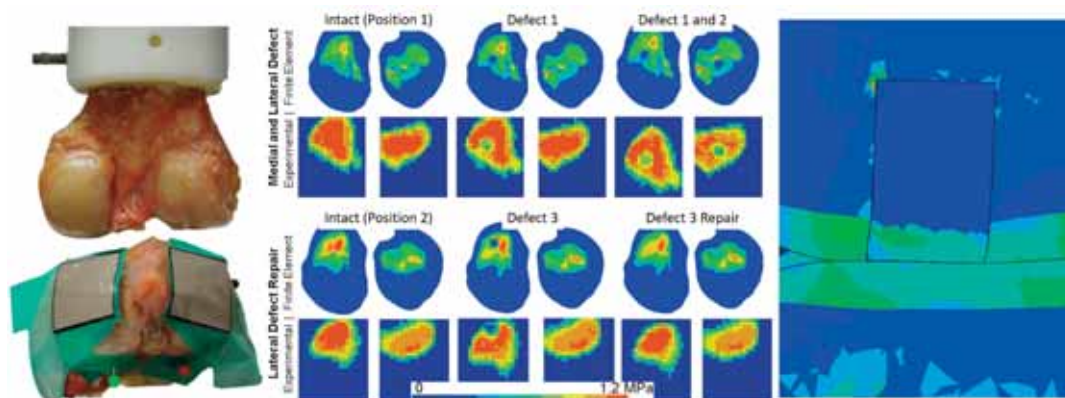 Intact (Position 1)
Defect 1
Defect 1 and 2
Medial and Lateral Defect
Experimental | Finite Element
Intact (Position 2)
Defect 3
Defect 3 Repair
Lateral Defect Repair
Experimental | Finite Element
0
1.2 MPa